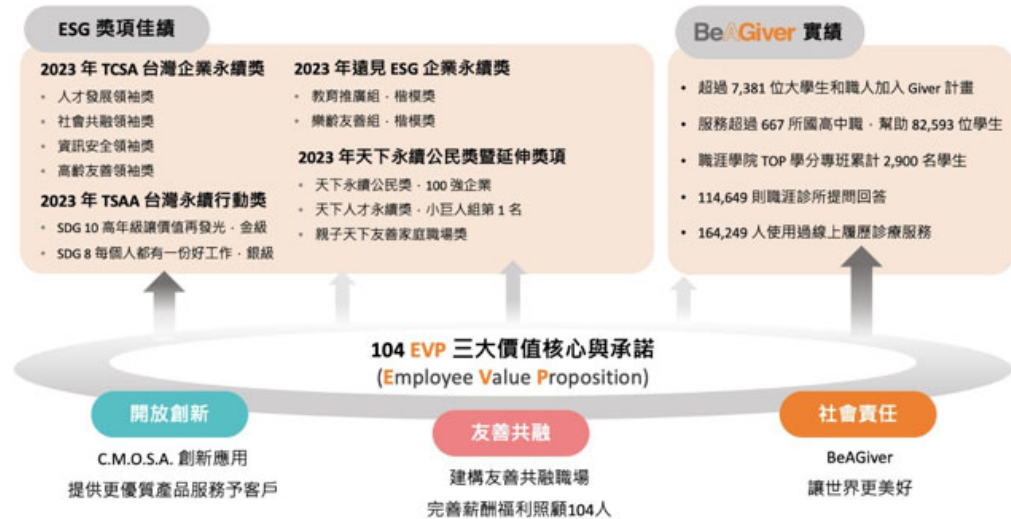 ESG 獎項佳績
2023 年 TCSA 台灣企業永續獎
• 人才發展領袖獎
• 社會共融領袖獎
• 資訊安全領袖獎
• 高齡友善領袖獎
2023 年 TSAA 台灣永續行動獎
• SDG 10 高年級讓價值再發光．金級
• SDG 8 每個人都有一份好工作．銀級
2023 年遠見 ESG 企業永續獎
• 教育推廣組．楷模獎
• 樂齡友善組．楷模獎
2023 年天下永續公民獎暨延伸獎項
• 天下永續公民獎．100 強企業
• 天下人才永續獎．小巨人組第 1 名
• 親子天下友善家庭職場獎
BeAGiver 實績
• 超過 7,381 位大學生和職人加入 Giver 計畫
• 服務超過 667 所國高中職．幫助 82,593 位學生
• 職涯學院 TOP 學分專班累計 2,900 名學生
• 114,649 則職涯診所提問回答
• 164,249 人使用過線上履歷診療服務
104 EVP 三大價值核心與承諾
(Employee Value Proposition)
開放創新
C.M.O.S.A. 創新應用
提供更優質產品服務予客戶
友善共融
建構友善共融職場
完善薪酬福利照顧104人
社會責任
BeAGiver
讓世界更美好